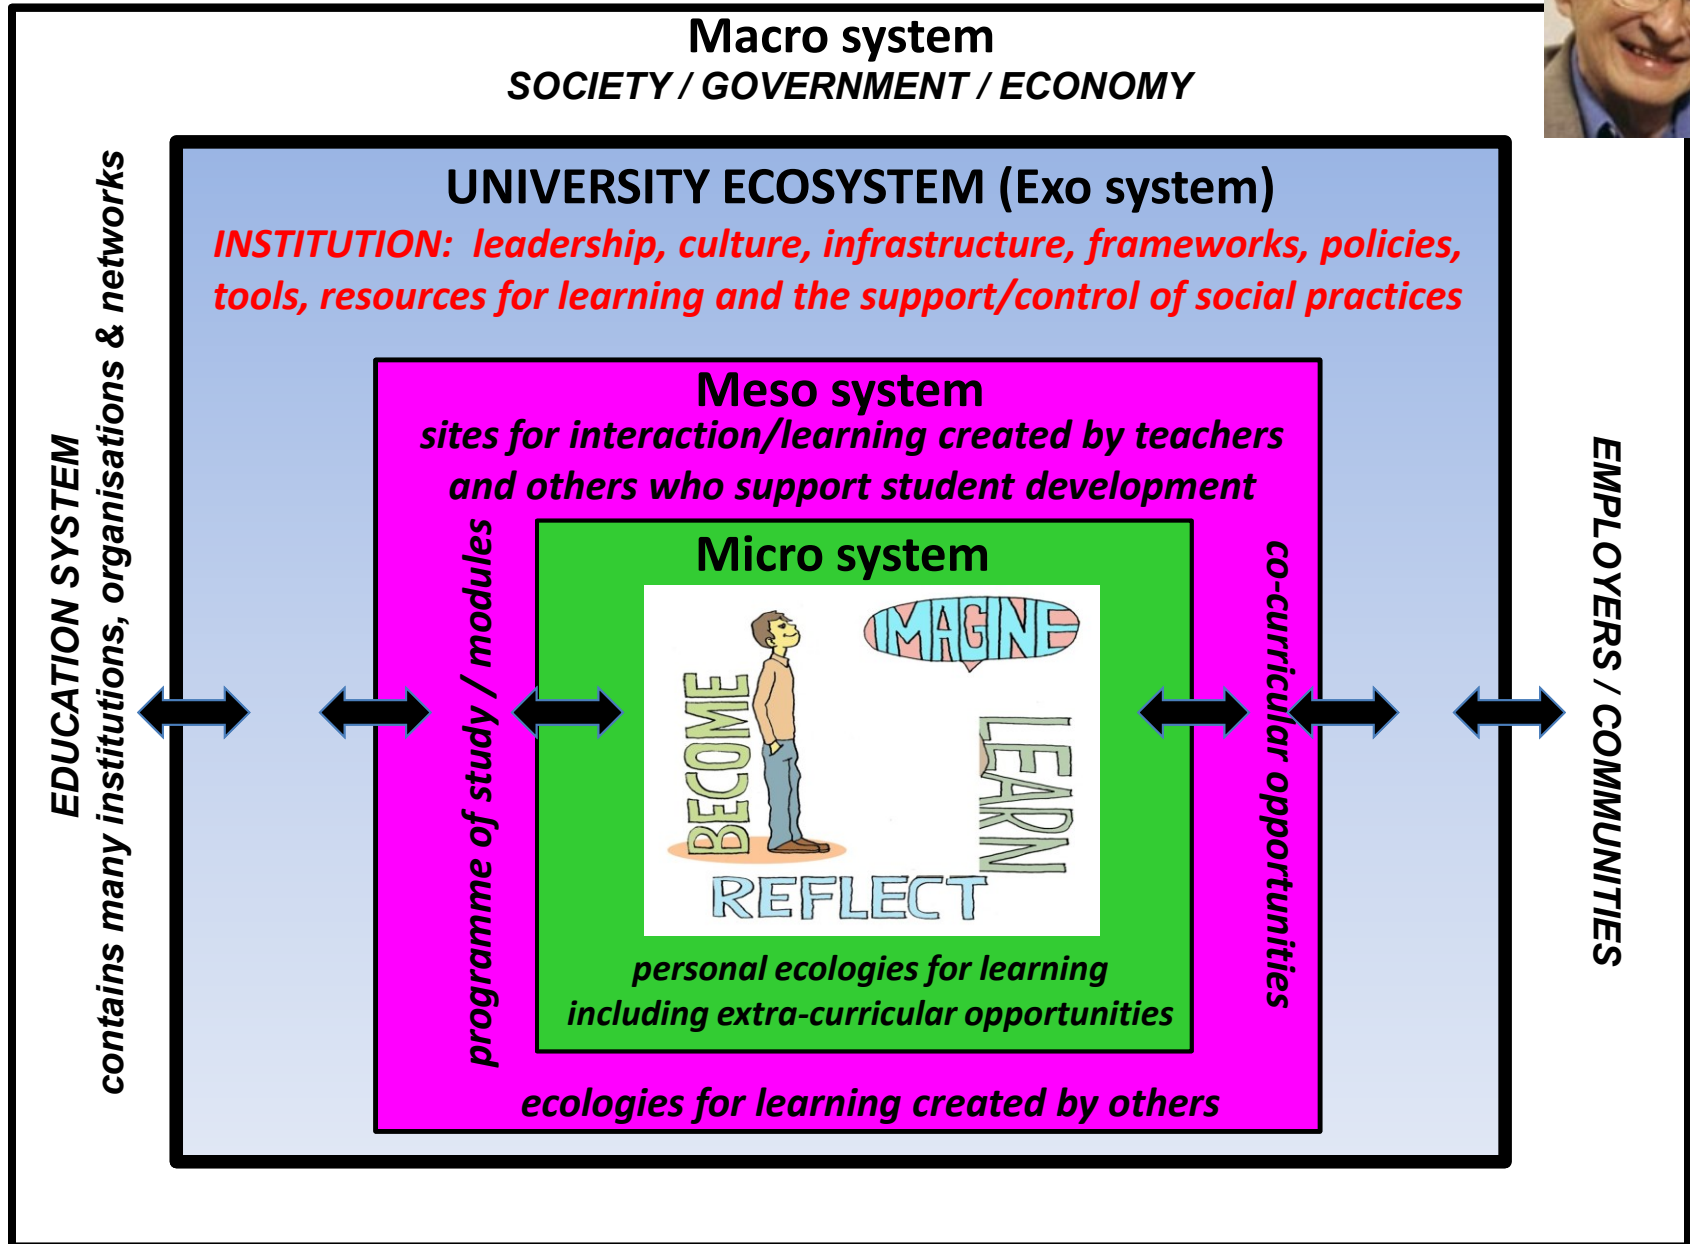 Macro system
SOCIETY / GOVERNMENT / ECONOMY
EDUCATION SYSTEM
contains many institutions, organisations & networks
UNIVERSITY ECOSYSTEM (Exo system)
INSTITUTION:  leadership, culture, infrastructure, frameworks, policies,
tools, resources for learning and the support/control of social practices
Meso system
sites for interaction/learning created by teachers
and others who support student development
programme of study / modules
Micro system
IMAGINE
BECOME
LEARN
REFLECT
personal ecologies for learning
including extra-curricular opportunities
co-curricular opportunities
ecologies for learning created by others
EMPLOYERS / COMMUNITIES